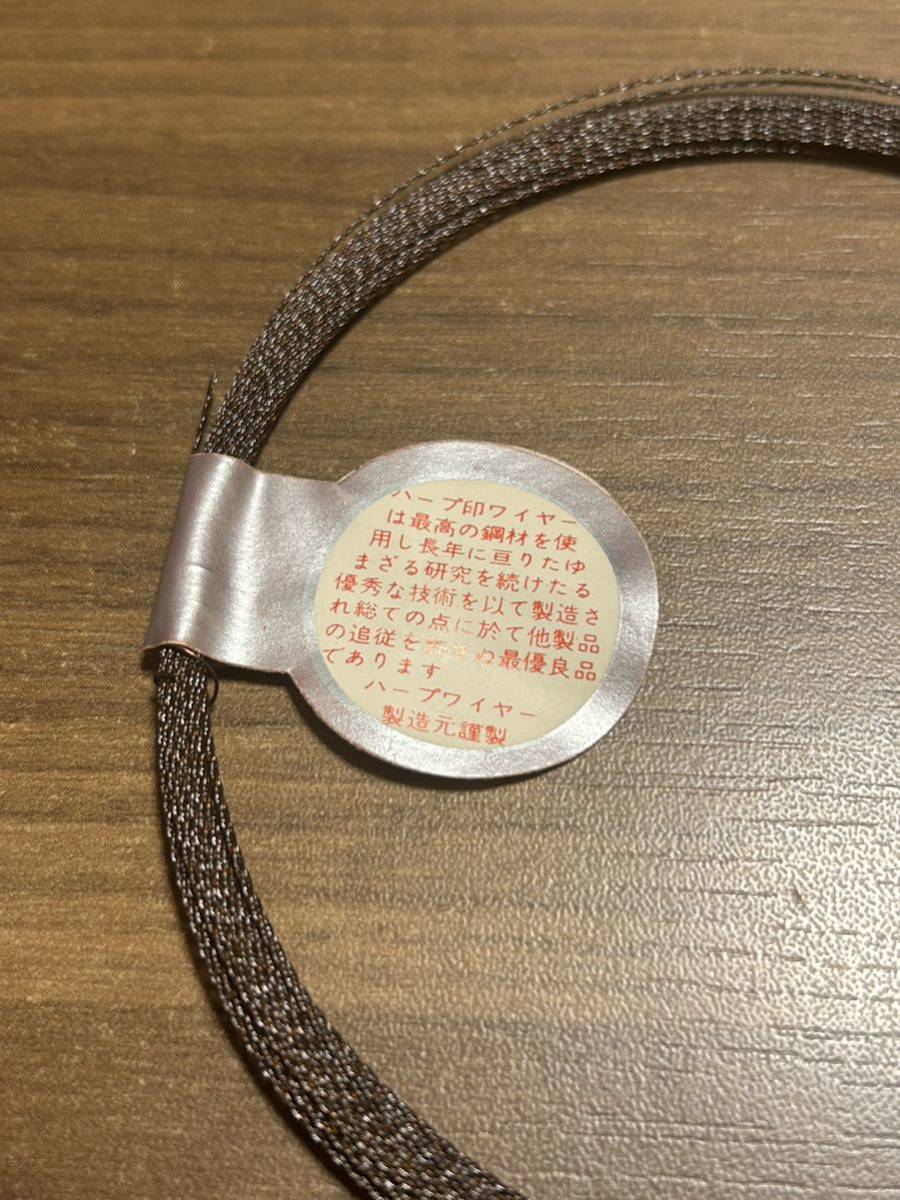 ハープ印ワイヤー
は最高の鋼材を使
用し長年に亘りたゆ
まざる研究を続けたる
優秀な技術を以て製造さ
れ総ての点に於て他製品
の追従を許さぬ最優良品
であります
ハープワイヤー
製造元謹製